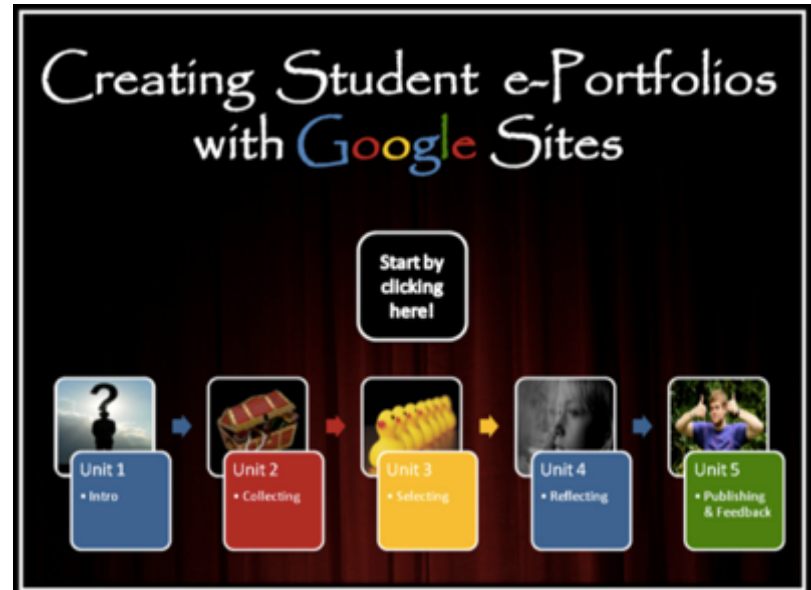 Creating Student e-Portfolios
with Google Sites
Start by
clicking
here!
Unit 1
• Intro
Unit 2
• Collecting
Unit 3
• Selecting
Unit 4
• Reflecting
Unit 5
• Publishing
& Feedback